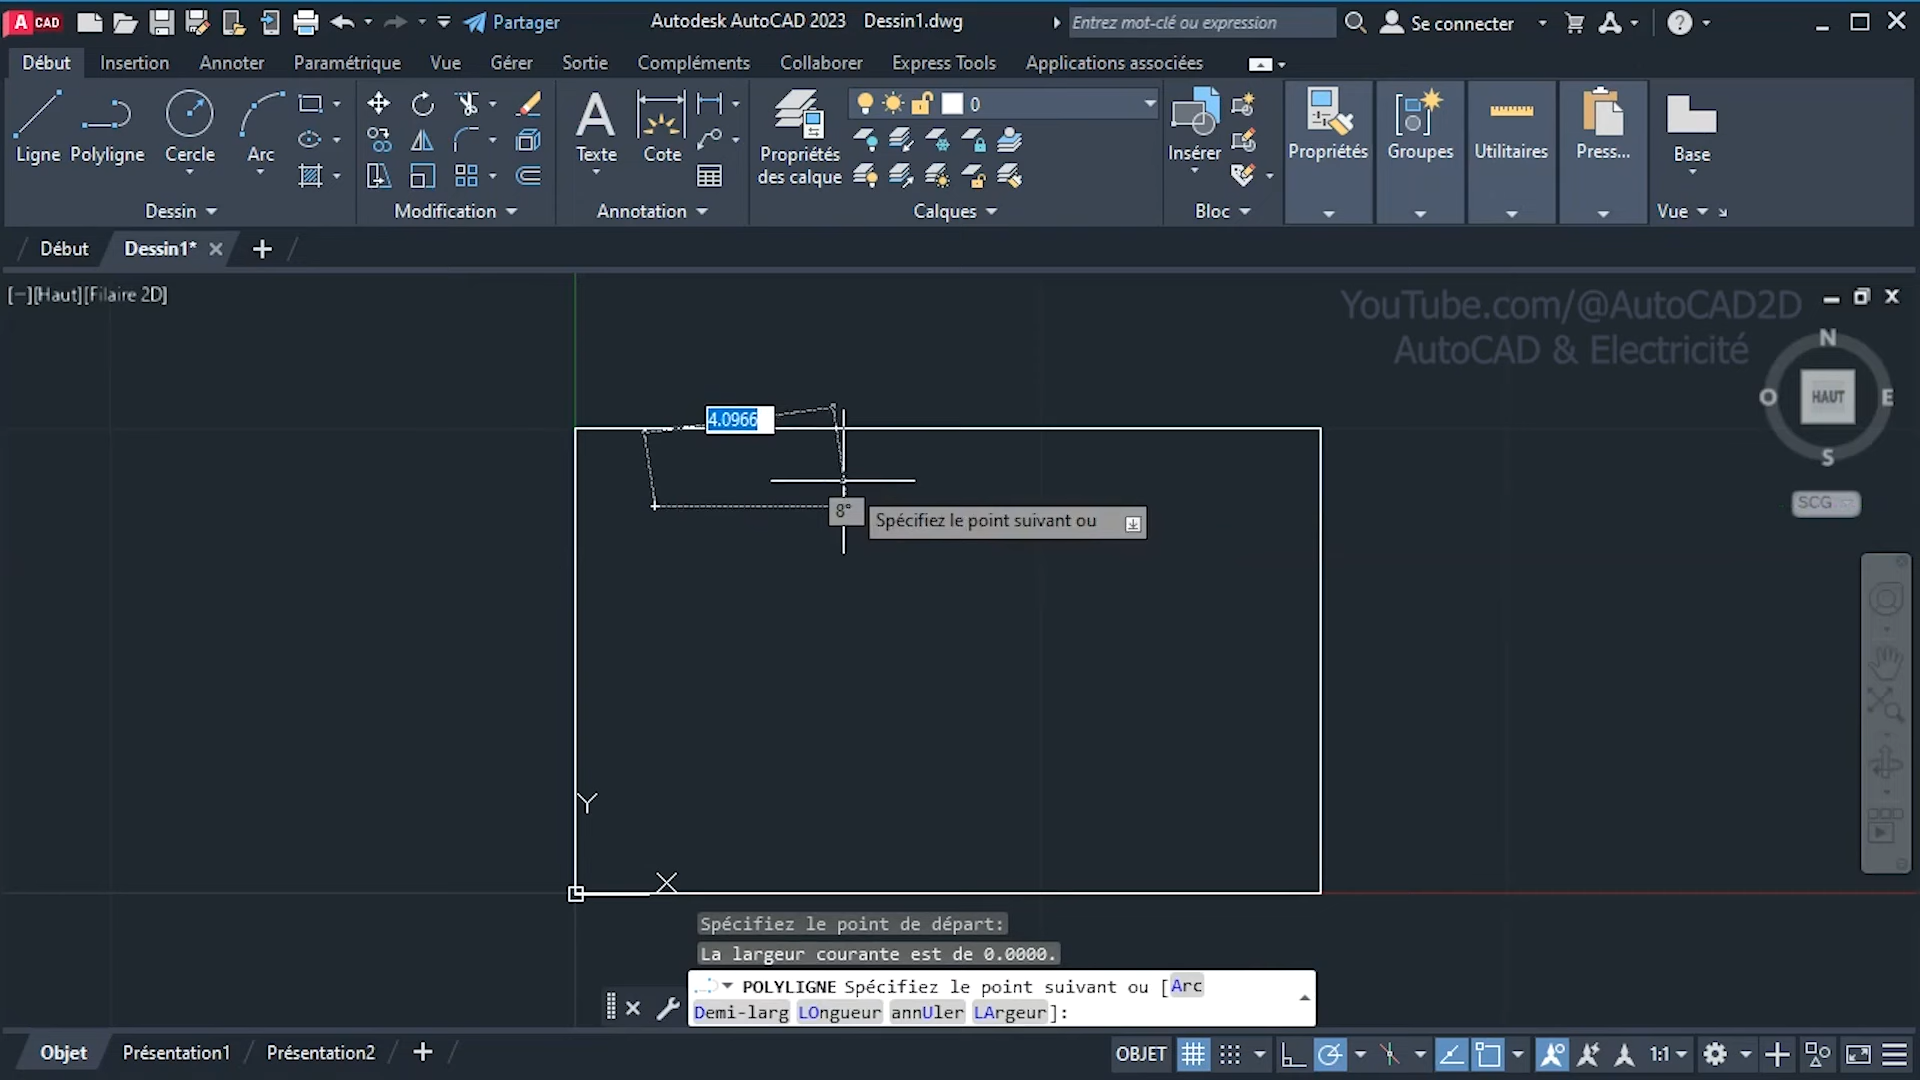 A CAD
Partager
Autodesk AutoCAD 2023 Dessin1.dwg
Entrez mot-clé ou expression
Se connecter
Début Insertion Annoter Paramétrique Vue Gérer Sortie Compléments Collaborer Express Tools Applications associées
Ligne Polyligne Cercle Arc
Texte Cote
Propriétés
des calque
0
Insérer
Propriétés Groupes Utilitaires Press... Base
Dessin Modification Annotation Calques Bloc Vue
Début Dessin1* +
[−][Haut][Filaire 2D]
YouTube.com/@AutoCAD2D
AutoCAD & Electricité
N
O HAUT E
S
SCG
4.0966
8°
Spécifiez le point suivant ou
Y
X
Spécifiez le point de départ:
La largeur courante est de 0.0000.
POLYLIGNE Spécifiez le point suivant ou [Arc
Demi-larg LOngueur annUler LArgeur]:
Objet Présentation1 Présentation2 +
OBJET
1:1